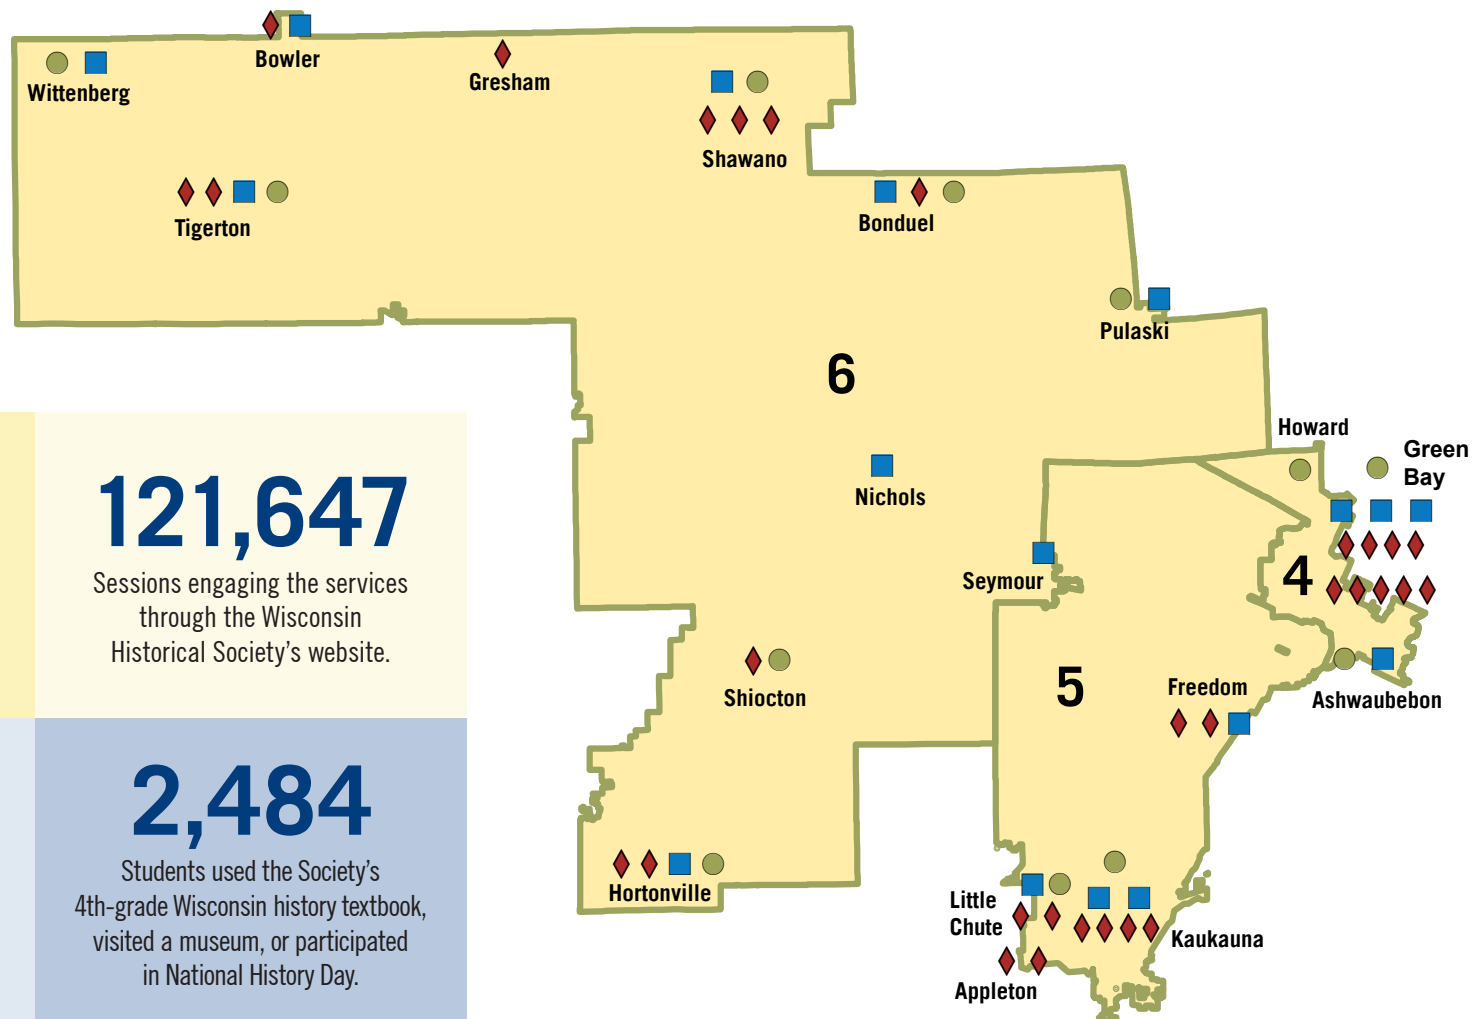 Bowler
Gresham
Wittenberg
Shawano
Tigerton
Bonduel
Pulaski
6
Howard
Green
Bay
Nichols
Seymour
4
5
Shiocton
Freedom
Ashwaubebon
Hortonville
Little
Chute
Kaukauna
Appleton
121,647
Sessions engaging the services
through the Wisconsin
Historical Society's website.
2,484
Students used the Society's
4th-grade Wisconsin history textbook,
visited a museum, or participated
in National History Day.